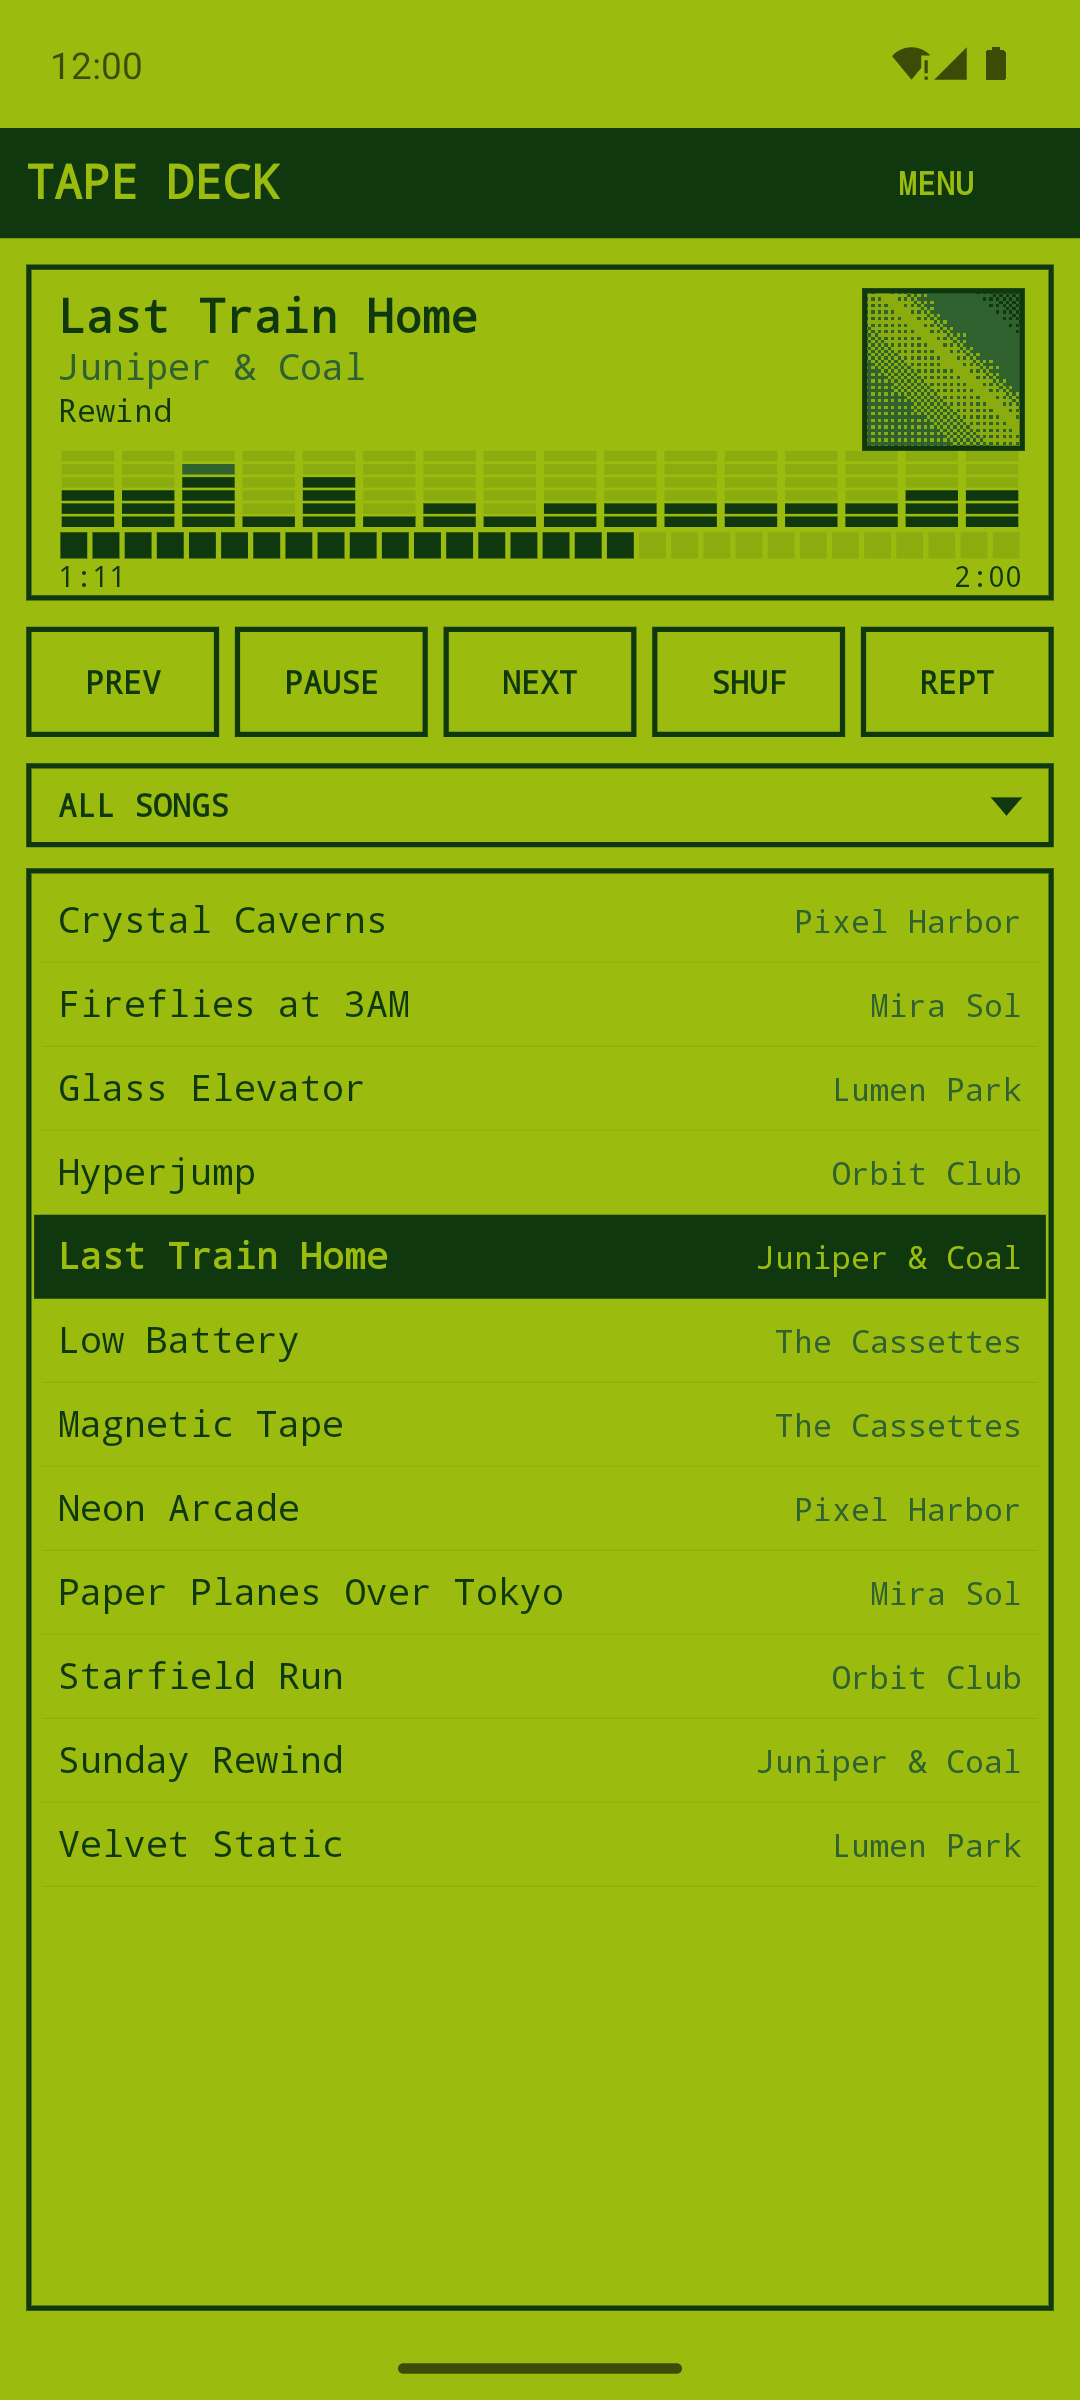 12:00
TAPE DECK MENU
Last Train Home
Juniper & Coal
Rewind
1:11 2:00
PREV PAUSE NEXT SHUF REPT
ALL SONGS
Crystal Caverns Pixel Harbor
Fireflies at 3AM Mira Sol
Glass Elevator Lumen Park
Hyperjump Orbit Club
Last Train Home Juniper & Coal
Low Battery The Cassettes
Magnetic Tape The Cassettes
Neon Arcade Pixel Harbor
Paper Planes Over Tokyo Mira Sol
Starfield Run Orbit Club
Sunday Rewind Juniper & Coal
Velvet Static Lumen Park